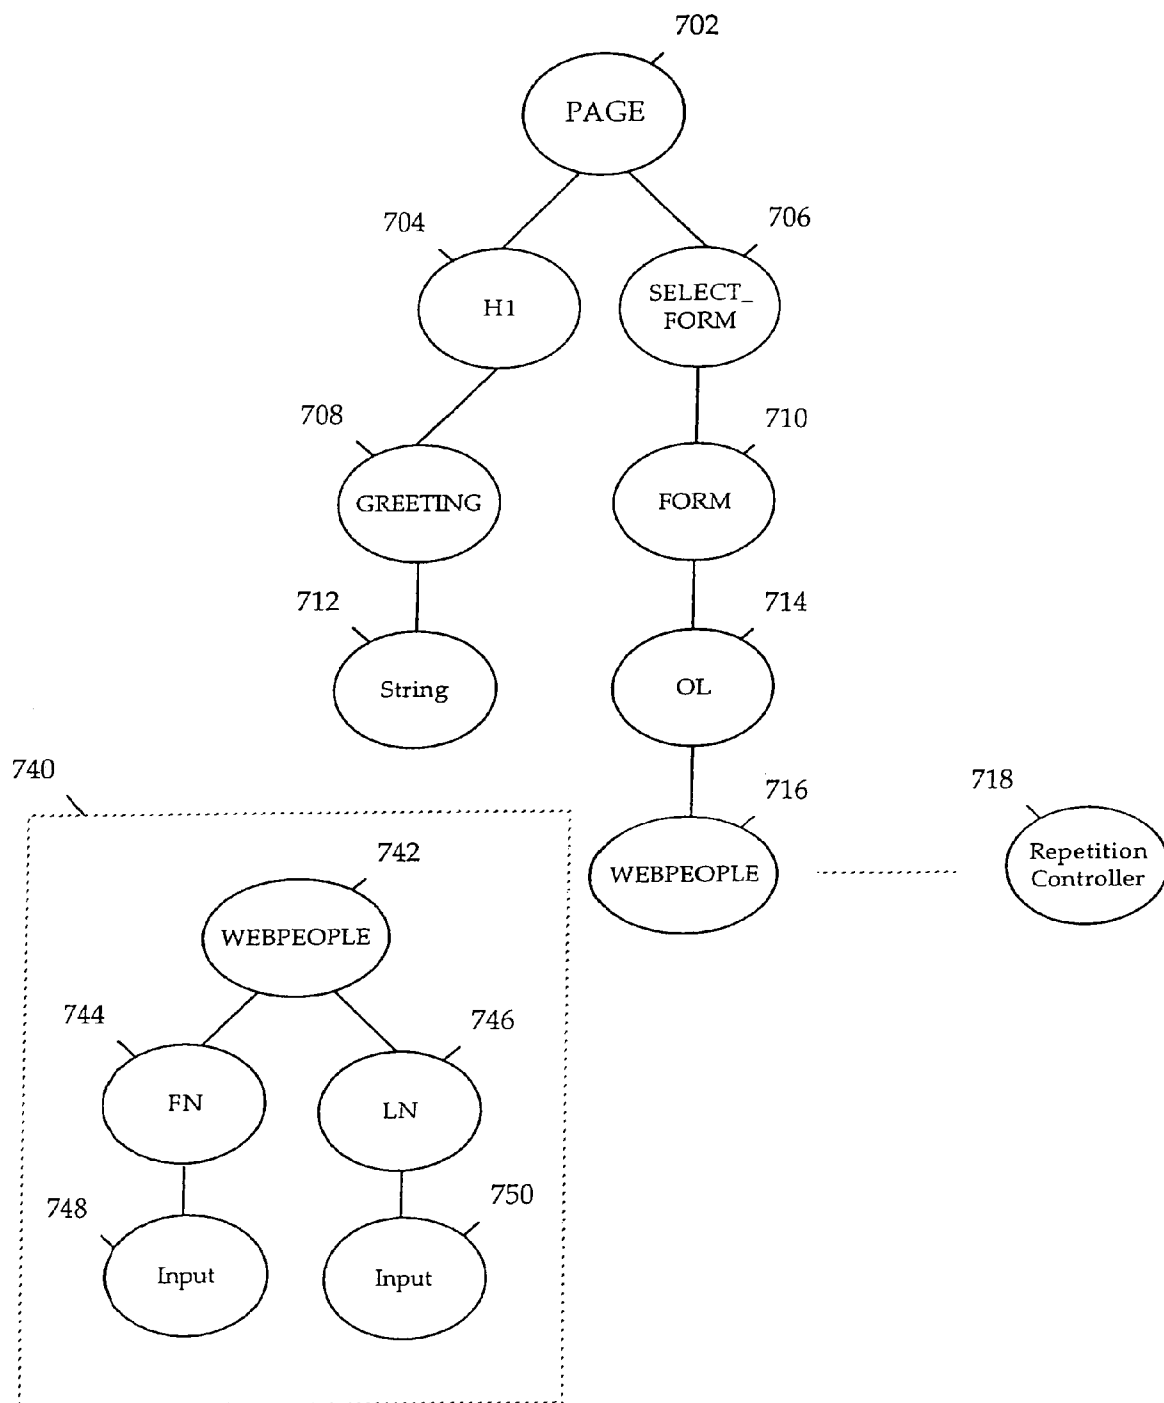 702
PAGE
704
706
H1
SELECT_
FORM
708
710
GREETING
FORM
712
714
String
OL
740
716
718
742
WEBPEOPLE
Repetition
Controller
WEBPEOPLE
744
746
FN
LN
748
750
Input
Input